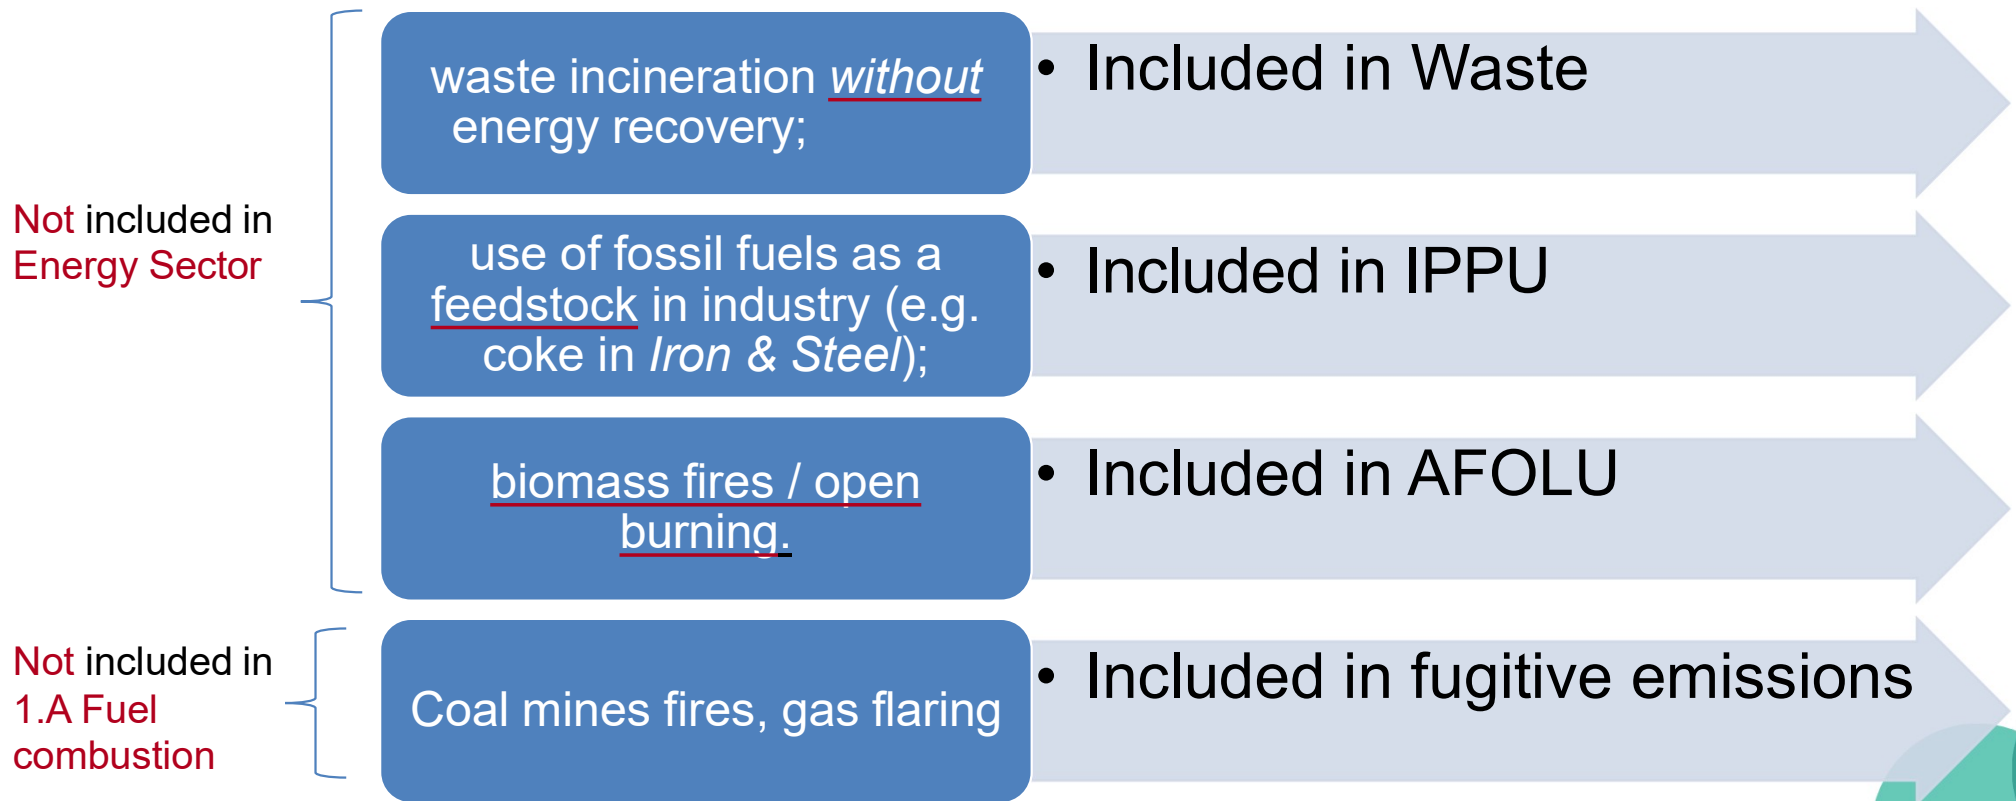 Not included in
Energy Sector
waste incineration without
energy recovery;
• Included in Waste
use of fossil fuels as a
feedstock in industry (e.g.
coke in Iron & Steel);
• Included in IPPU
biomass fires / open
burning.
• Included in AFOLU
Not included in
1.A Fuel
combustion
Coal mines fires, gas flaring
• Included in fugitive emissions